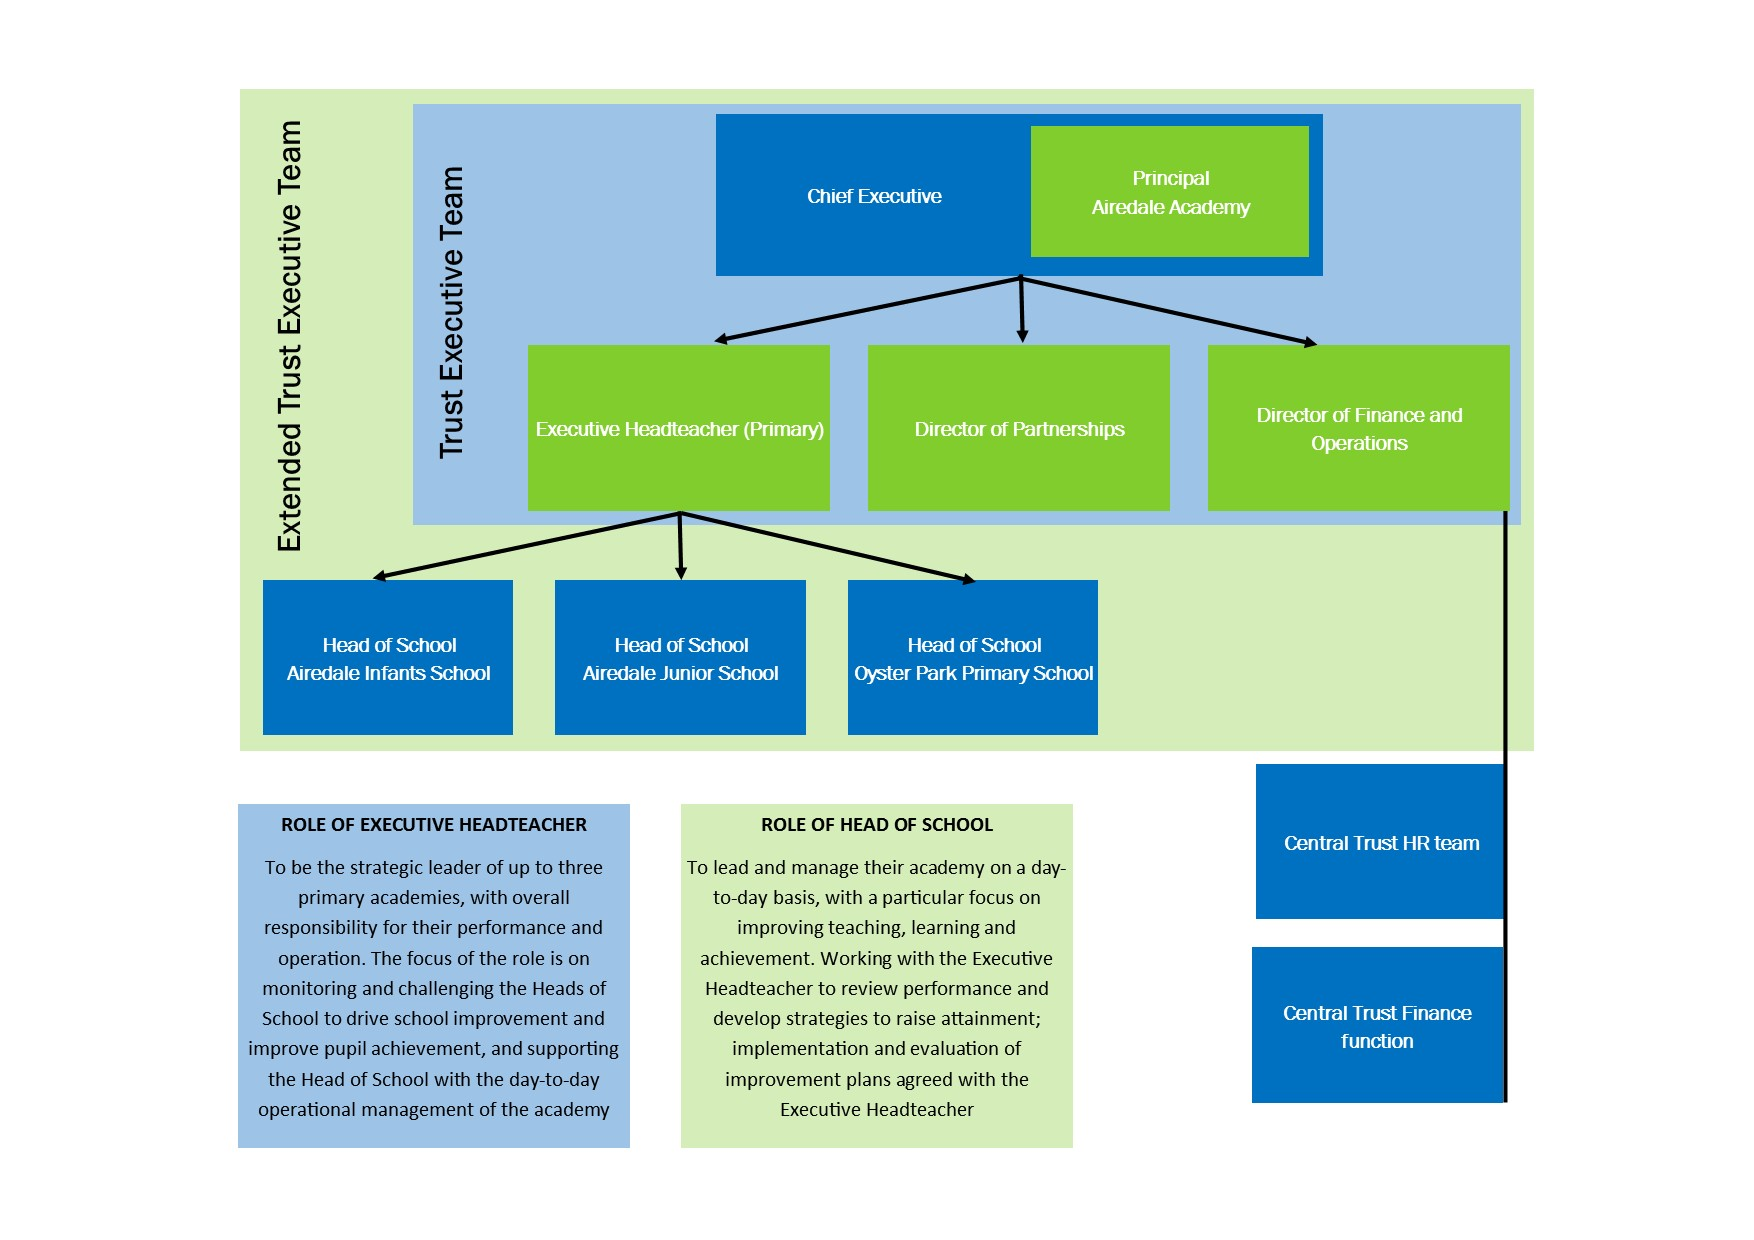 Extended Trust Executive Team
Trust Executive Team
Chief Executive
Principal
Airedale Academy
Executive Headteacher (Primary)
Director of Partnerships
Director of Finance and
Operations
Head of School
Airedale Infants School
Head of School
Airedale Junior School
Head of School
Oyster Park Primary School
ROLE OF EXECUTIVE HEADTEACHER
To be the strategic leader of up to three
primary academies, with overall
responsibility for their performance and
operation. The focus of the role is on
monitoring and challenging the Heads of
School to drive school improvement and
improve pupil achievement, and supporting
the Head of School with the day-to-day
operational management of the academy
ROLE OF HEAD OF SCHOOL
To lead and manage their academy on a day-
to-day basis, with a particular focus on
improving teaching, learning and
achievement. Working with the Executive
Headteacher to review performance and
develop strategies to raise attainment;
implementation and evaluation of
improvement plans agreed with the
Executive Headteacher
Central Trust HR team
Central Trust Finance
function